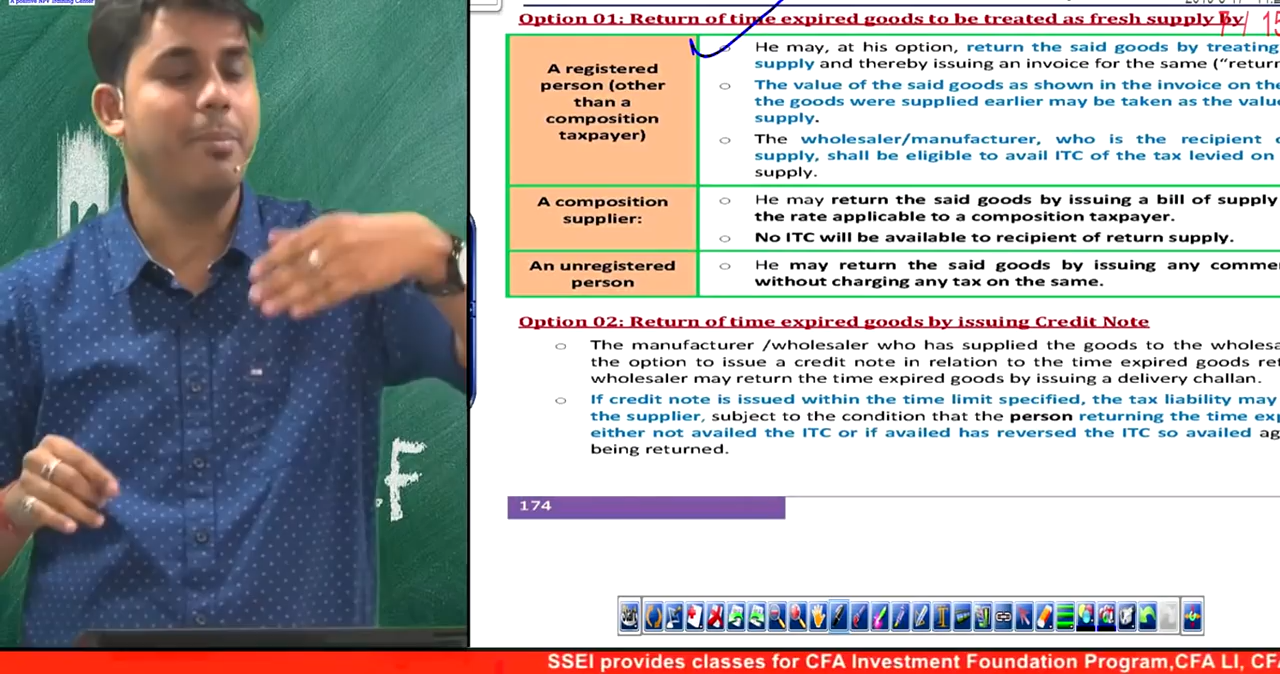 A positive APV Training Center
Option 01: Return of time expired goods to be treated as fresh supply by
A registered
person (other
than a
composition
taxpayer)
○ He may, at his option, return the said goods by treating
supply and thereby issuing an invoice for the same ("return
○ The value of the said goods as shown in the invoice on the
the goods were supplied earlier may be taken as the value
supply.
○ The wholesaler/manufacturer, who is the recipient
supply, shall be eligible to avail ITC of the tax levied on
supply.
A composition
supplier:
○ He may return the said goods by issuing a bill of supply
the rate applicable to a composition taxpayer.
○ No ITC will be available to recipient of return supply.
An unregistered
person
○ He may return the said goods by issuing any comme
without charging any tax on the same.
Option 02: Return of time expired goods by issuing Credit Note
○ The manufacturer /wholesaler who has supplied the goods to the wholesa
the option to issue a credit note in relation to the time expired goods ret
wholesaler may return the time expired goods by issuing a delivery challan.
○ If credit note is issued within the time limit specified, the tax liability may
the supplier, subject to the condition that the person returning the time exp
either not availed the ITC or if availed has reversed the ITC so availed ag
being returned.
174
F
SSEI provides classes for CFA Investment Foundation Program,CFA LI, CFA